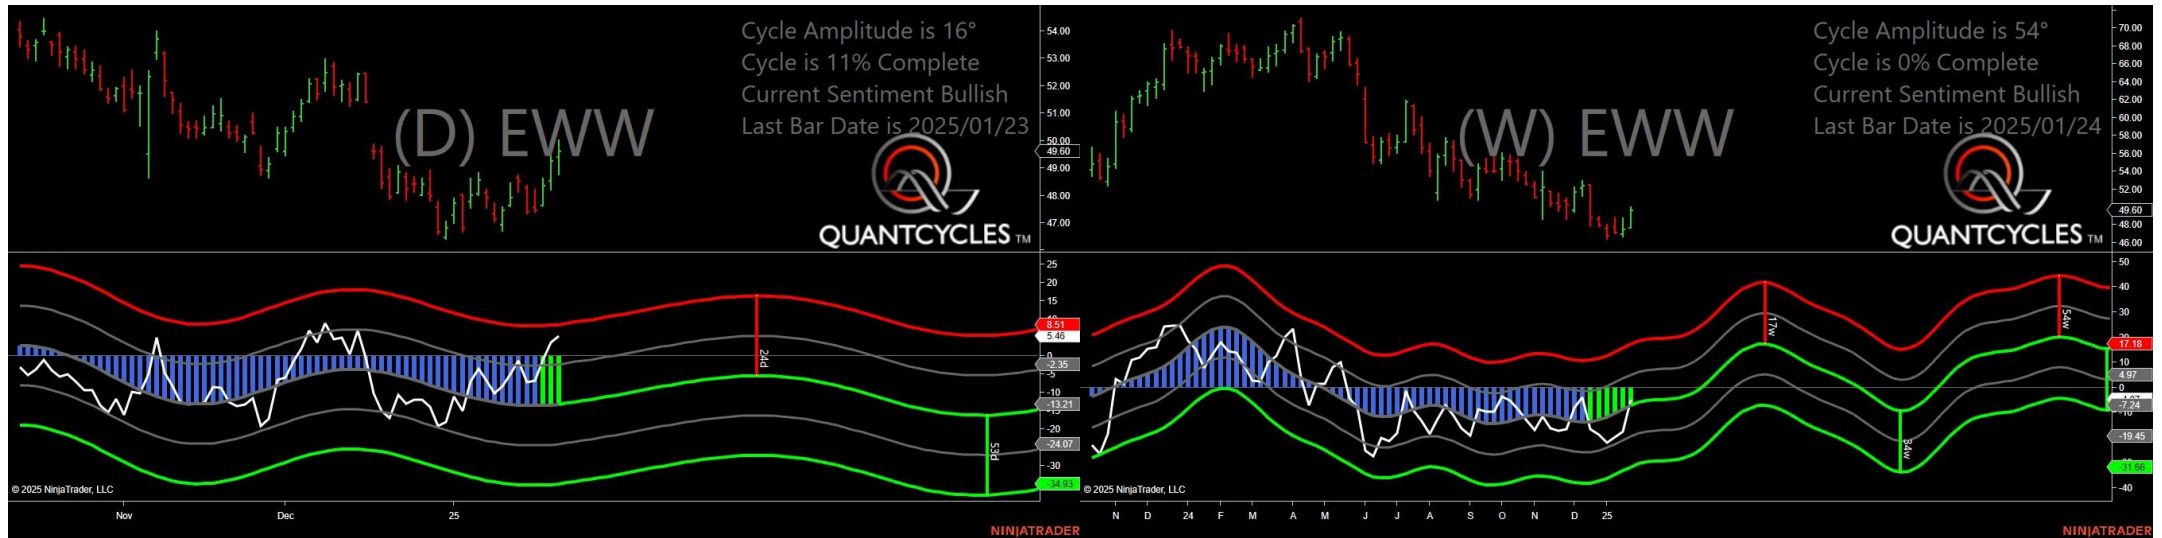 Cycle Amplitude is 16°
Cycle is 11% Complete
Current Sentiment Bullish
Last Bar Date is 2025/01/23
(D) EWW
QUANTCYCLES TM
54.00
53.00
52.00
51.00
50.00
49.60
49.00
48.00
47.00
25
20
15
10
8.51
5.46
0
-2.35
-5
-10
-13.21
-20
-24.07
-30
-34.93
24d
53d
© 2025 NinjaTrader, LLC
Nov
Dec
25
NINJATRADER
Cycle Amplitude is 54°
Cycle is 0% Complete
Current Sentiment Bullish
Last Bar Date is 2025/01/24
(W) EWW
QUANTCYCLES TM
70.00
68.00
66.00
64.00
62.00
60.00
58.00
56.00
54.00
52.00
49.60
48.00
46.00
50
40
30
20
17.18
10
4.97
0
-7.24
-19.45
-31.66
-40
17w
34w
54w
© 2025 NinjaTrader, LLC
N D 24 F M A M J J A S O N D 25
NINJATRADER